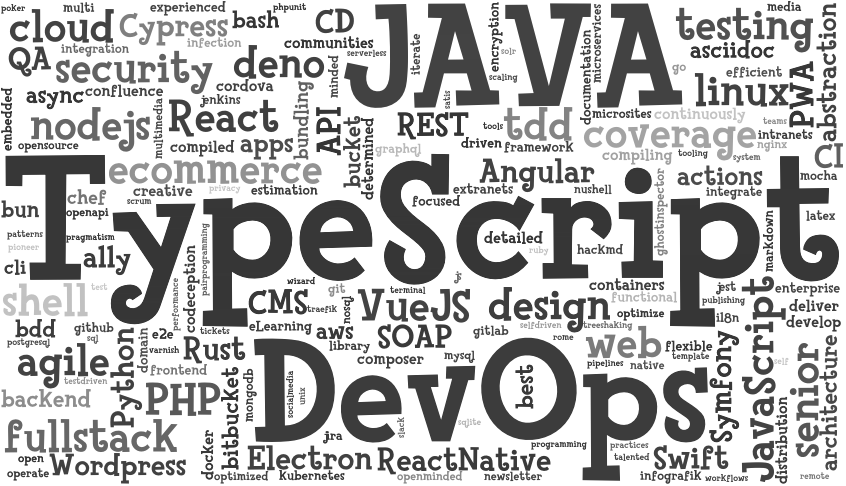 poker
multi
experienced
bash
phpunit
CD
JAVA
encryption
microservices
media
testing
cloud
Cypress
infection
communities
serverless
iterate
solr
documentation
asciidoc
abstraction
QA
integration
security
deno
minded
scaling
go
efficient
linux
PWA
embedded
async
confluence
cordova
jenkins
bundling
API
satis
microsites
continuously
teams
nodejs
multimedia
React
bucket
determined
REST
tools
tdd
coverage
intranets
nginx
opensource
compiled
apps
graphql
driven
framework
compiling
tooling
system
CI
ecommerce
Angular
actions
mocha
creative
privacy
estimation
extranets
nushell
ghostinspector
integrate
bun
chef
openapi
scrum
TypeScript
focused
latex
patterns
pioneer
pragmatism
pairprogramming
detailed
ruby
hackmd
markdown
cli
ally
codeception
performance
wizard
git
terminal
containers
jest
enterprise
shell
test
CMS
traefik
nosql
VueJS
design
functional
publishing
deliver
bdd
github
e2e
tickets
eLearning
aws
SOAP
gitlab
selfdriven
treeshaking
optimize
il8n
develop
postgresql
sql
domain
varnish
Rust
library
rome
web
flexible
JavaScript
agile
Python
composer
mysql
pipelines
native
template
self
testdriven
frontend
DevOps
best
Symfony
senior
architecture
backend
PHP
bitbucket
mongodb
socialmedia
unix
slack
sqlite
distribution
fullstack
docker
jira
programming
practices
talented
open
operate
Wordpress
optimized
Electron
Kubernetes
ReactNative
openminded
newsletter
Swift
infografik
workflows
remote